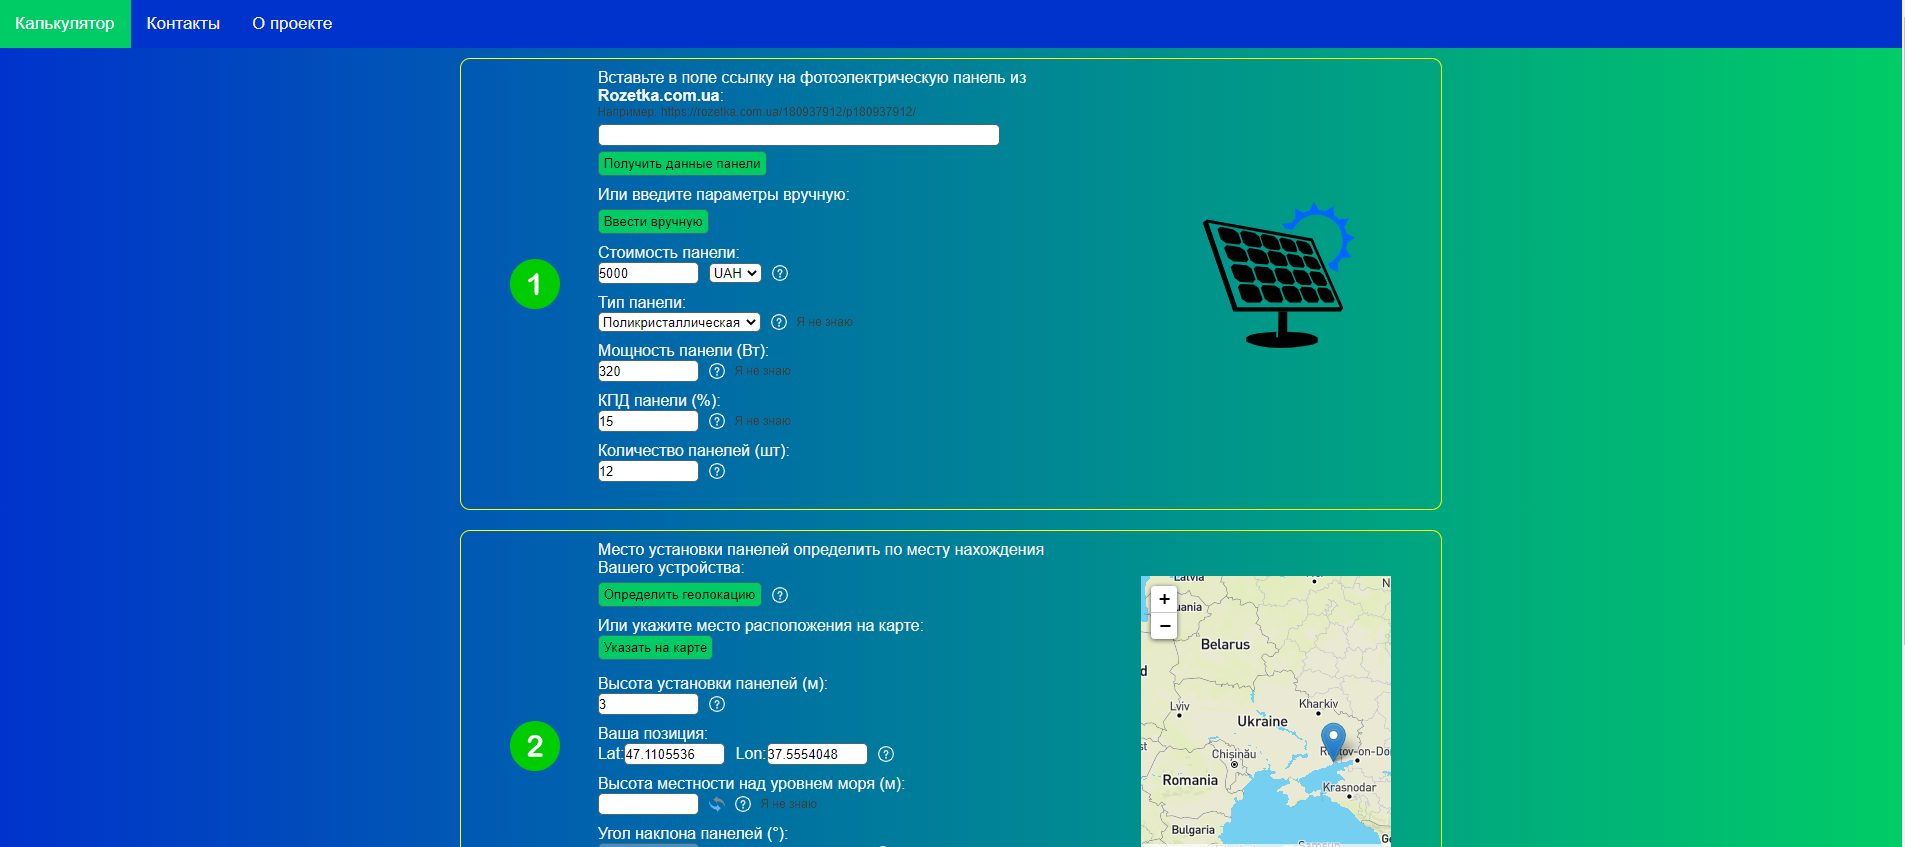 Калькулятор Контакты О проекте
Вставьте в поле ссылку на фотоэлектрическую панель из
Rozetka.com.ua:
Например: https://rozetka.com.ua/180937912/p180937912/
Получить данные панели
Или введите параметры вручную:
Ввести вручную
1
Стоимость панели:
5000 UAH ?
Тип панели:
Поликристаллическая ? Я не знаю
Мощность панели (Вт):
320 ? Я не знаю
КПД панели (%):
15 ? Я не знаю
Количество панелей (шт):
12 ?
2
Место установки панелей определить по месту нахождения
Вашего устройства:
Определить геолокацию ?
Или укажите место расположения на карте:
Указать на карте
Высота установки панелей (м):
3 ?
Ваша позиция:
Lat:47.1105536 Lon:37.5554048 ?
Высота местности над уровнем моря (м):
? Я не знаю
Угол наклона панелей (°):
Latvia
+
−
uania
N
Belarus
d
Lviv
Kharkiv
Ukraine
st
Chișinău
R tov-on-Do
Romania
Krasnodar
Bulgaria
Samsun